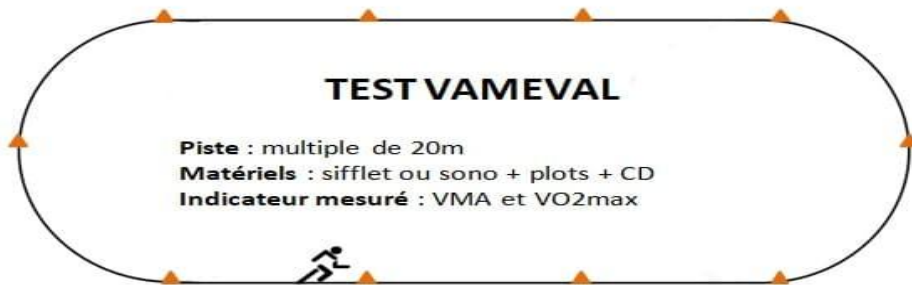 TEST VAMEVAL
Piste : multiple de 20m
Matériels : sifflet ou sono + plots + CD
Indicateur mesuré : VMA et VO2max